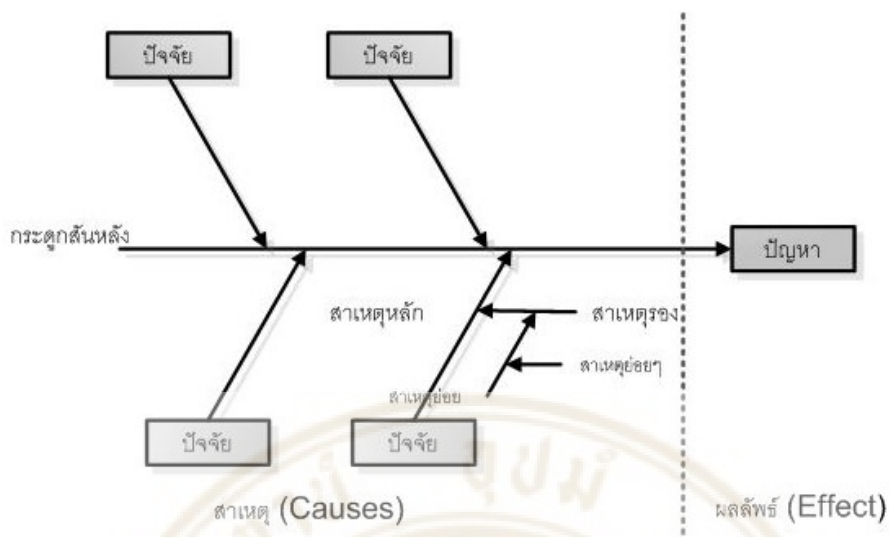 ปัจจัย ปัจจัย
กระดูกสันหลัง
ปัญหา
สาเหตุหลัก สาเหตุรอง
สาเหตุย่อยๆ
สาเหตุย่อย
ปัจจัย ปัจจัย
สาเหตุ (Causes) ผลลัพธ์ (Effect)